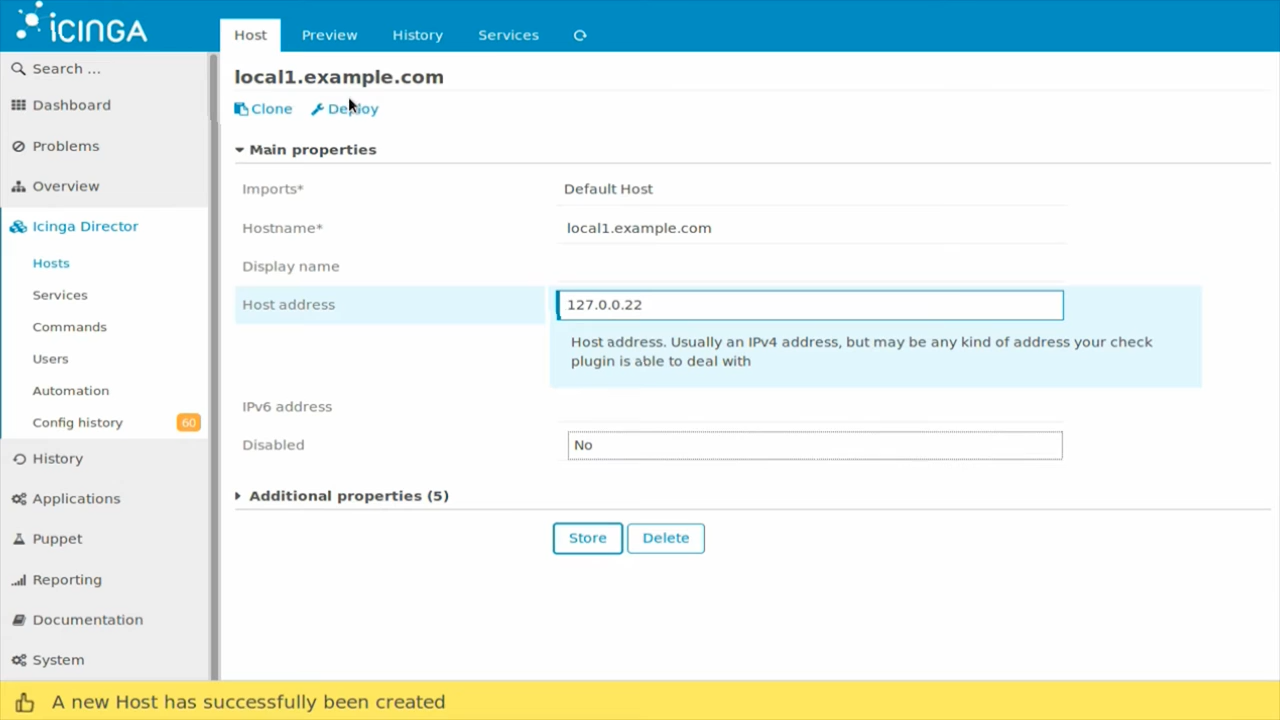 iCINGA
Host
Preview
History
Services
Search ...
Dashboard
Problems
Overview
Icinga Director
Hosts
Services
Commands
Users
Automation
Config history
60
History
Applications
Puppet
Reporting
Documentation
System
local1.example.com
Clone
Deploy
Main properties
Imports*
Default Host
Hostname*
local1.example.com
Display name
Host address
127.0.0.22
Host address. Usually an IPv4 address, but may be any kind of address your check
plugin is able to deal with
IPv6 address
Disabled
No
Additional properties (5)
Store
Delete
A new Host has successfully been created